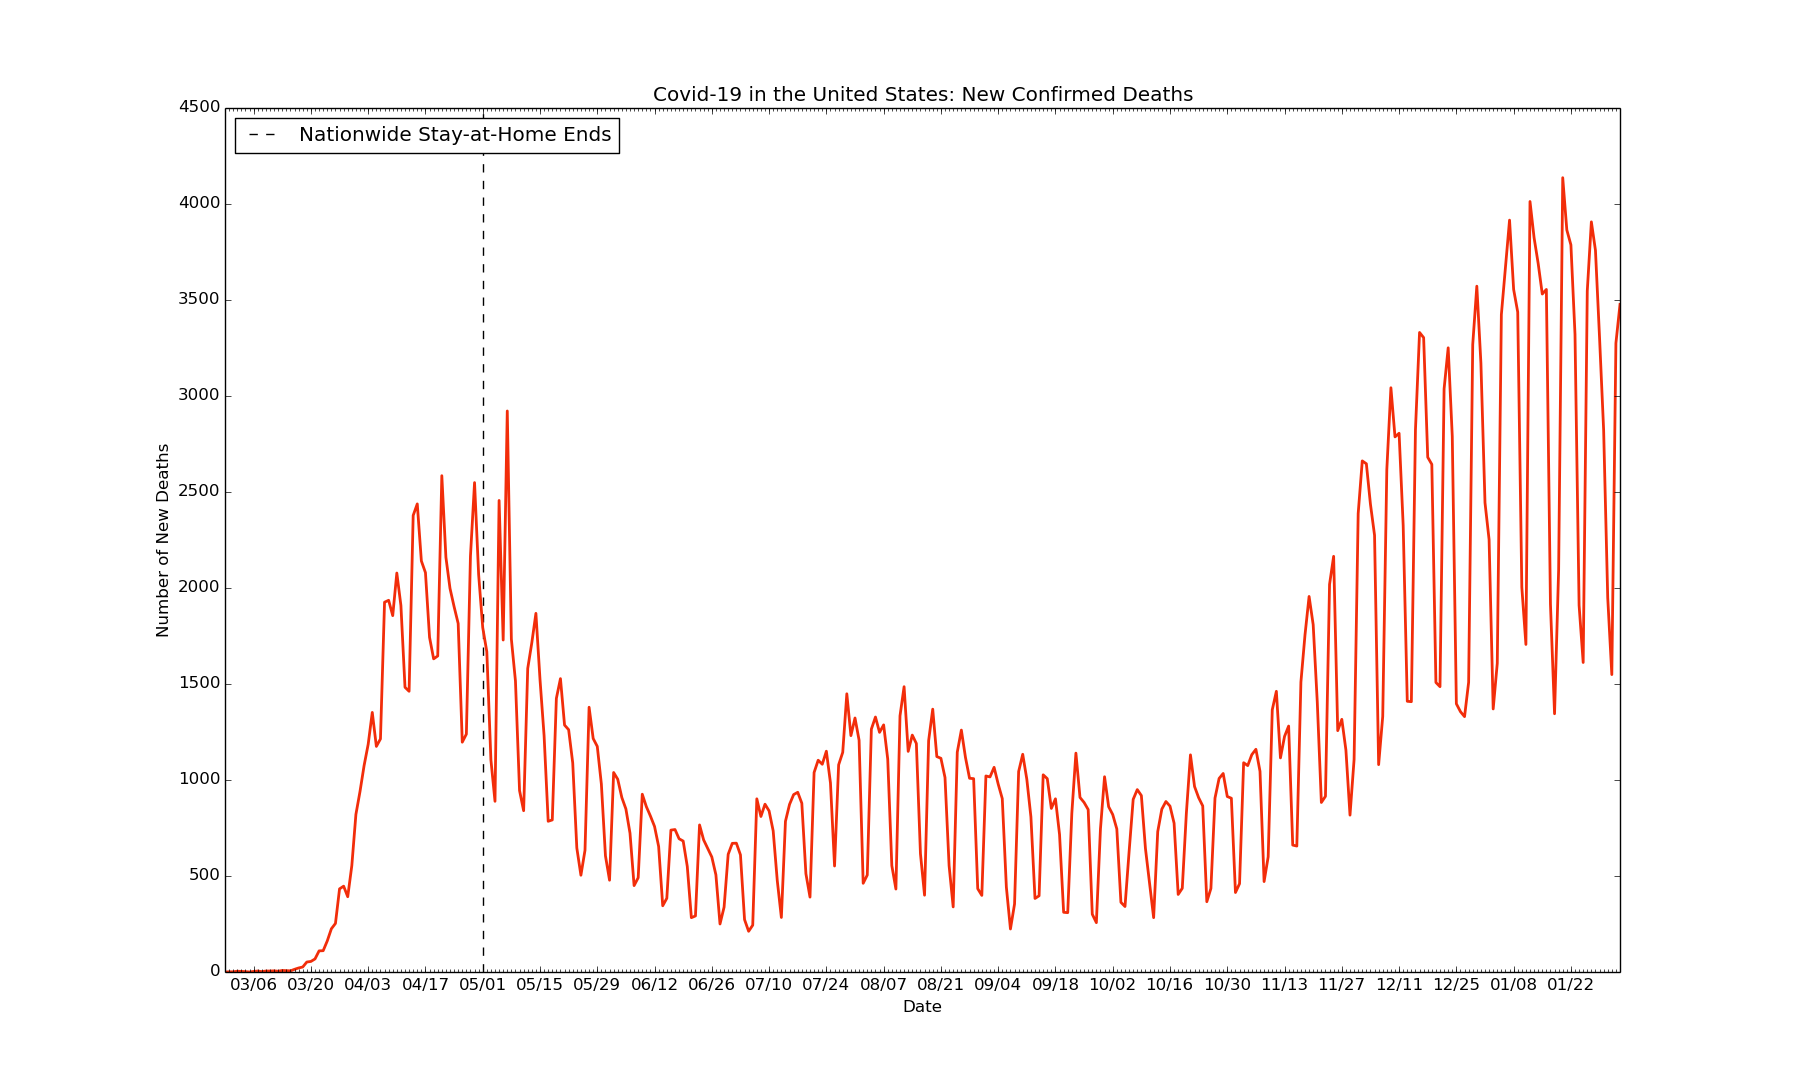 Covid-19 in the United States: New Confirmed Deaths
4500
Nationwide Stay-at-Home Ends
4000
3500
3000
2500
2000
1500
1000
500
0
Number of New Deaths
03/06 03/20 04/03 04/17 05/01 05/15 05/29 06/12 06/26 07/10 07/24 08/07 08/21 09/04 09/18 10/02 10/16 10/30 11/13 11/27 12/11 12/25 01/08 01/22
Date